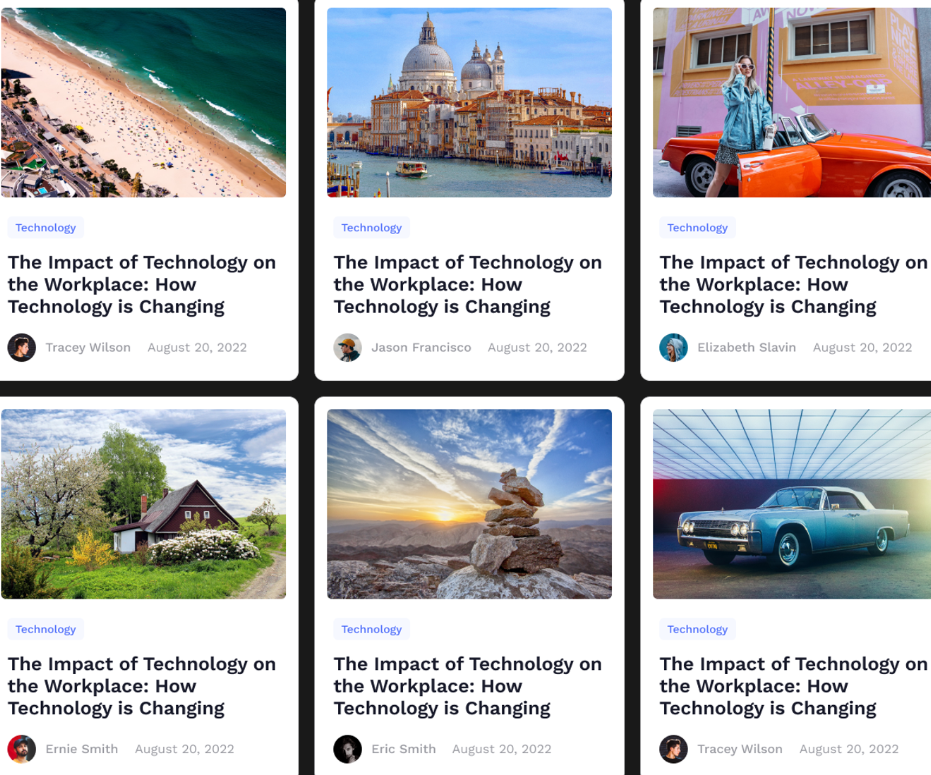 Technology
The Impact of Technology on
the Workplace: How
Technology is Changing
Tracey Wilson August 20, 2022
Technology
The Impact of Technology on
the Workplace: How
Technology is Changing
Jason Francisco August 20, 2022
Technology
The Impact of Technology on
the Workplace: How
Technology is Changing
Elizabeth Slavin August 20, 2022
Technology
The Impact of Technology on
the Workplace: How
Technology is Changing
Ernie Smith August 20, 2022
Technology
The Impact of Technology on
the Workplace: How
Technology is Changing
Eric Smith August 20, 2022
Technology
The Impact of Technology on
the Workplace: How
Technology is Changing
Tracey Wilson August 20, 2022